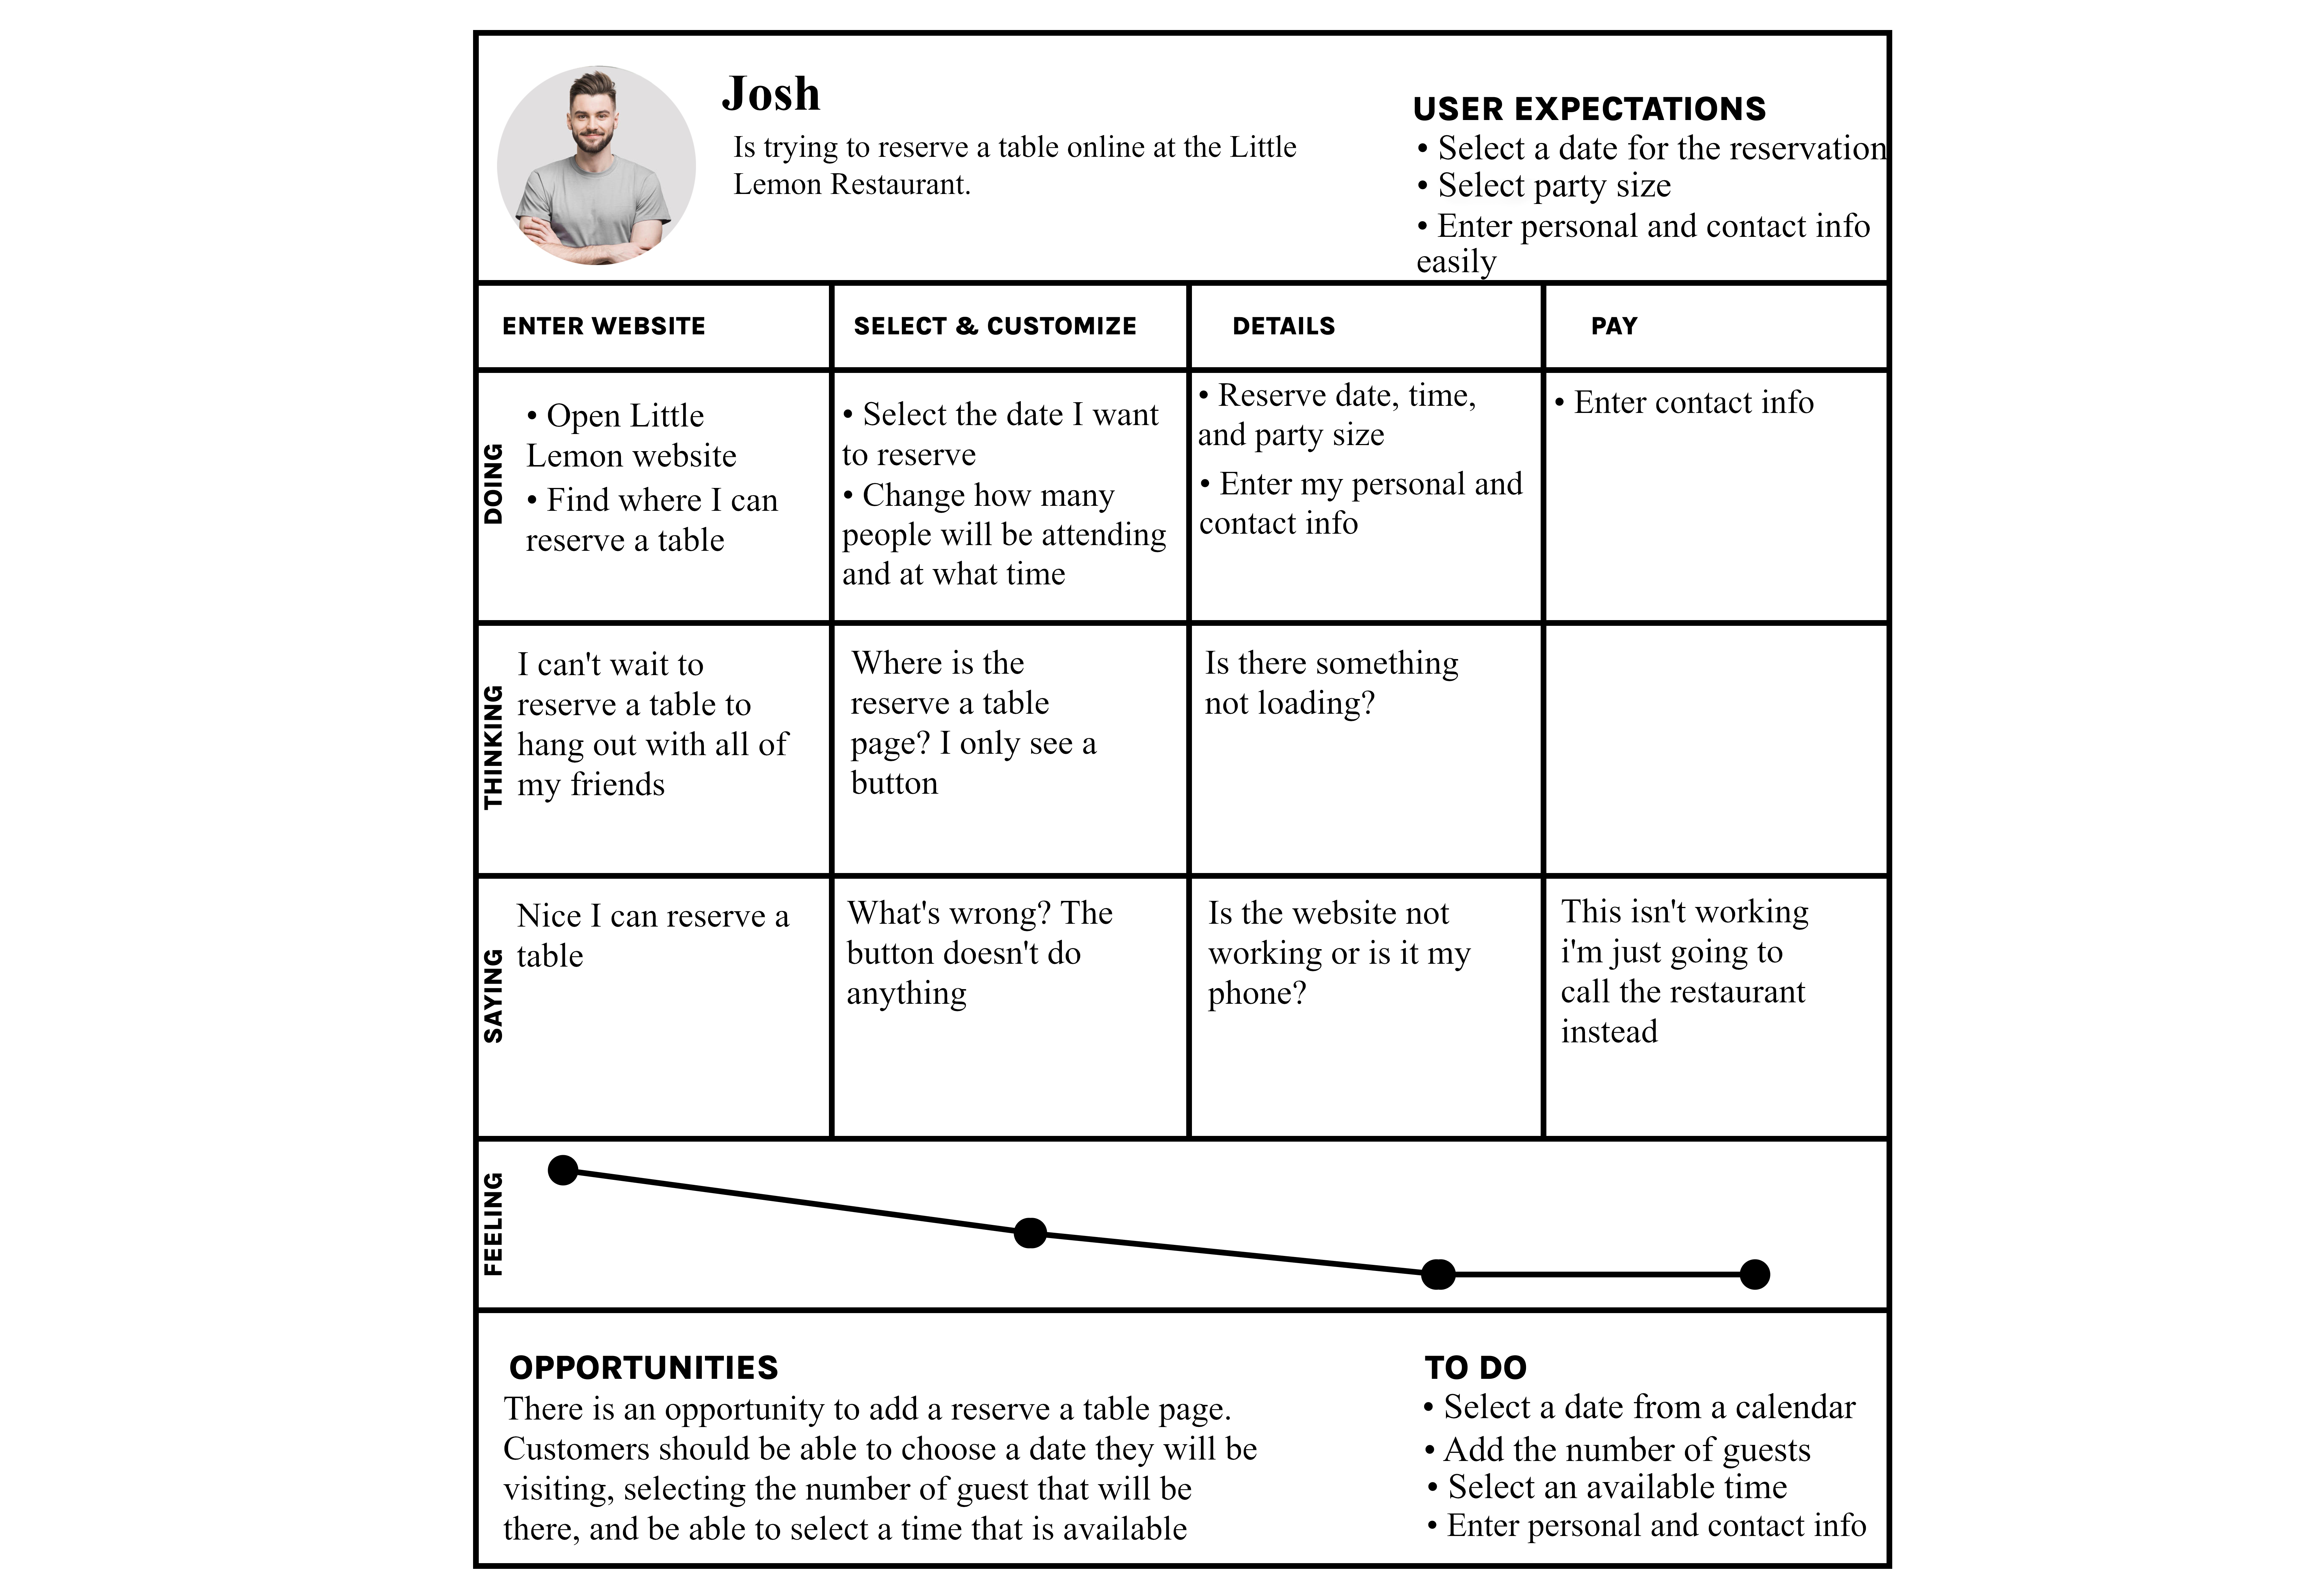 Josh
Is trying to reserve a table online at the Little
Lemon Restaurant.
USER EXPECTATIONS
• Select a date for the reservation
• Select party size
• Enter personal and contact info
easily
ENTER WEBSITE
SELECT & CUSTOMIZE
DETAILS
PAY
DOING
• Open Little
Lemon website
• Find where I can
reserve a table
• Select the date I want
to reserve
• Change how many
people will be attending
and at what time
• Reserve date, time,
and party size
• Enter my personal and
contact info
• Enter contact info
THINKING
I can't wait to
reserve a table to
hang out with all of
my friends
Where is the
reserve a table
page? I only see a
button
Is there something
not loading?
SAYING
Nice I can reserve a
table
What's wrong? The
button doesn't do
anything
Is the website not
working or is it my
phone?
This isn't working
i'm just going to
call the restaurant
instead
FEELING
OPPORTUNITIES
There is an opportunity to add a reserve a table page.
Customers should be able to choose a date they will be
visiting, selecting the number of guest that will be
there, and be able to select a time that is available
TO DO
• Select a date from a calendar
• Add the number of guests
• Select an available time
• Enter personal and contact info